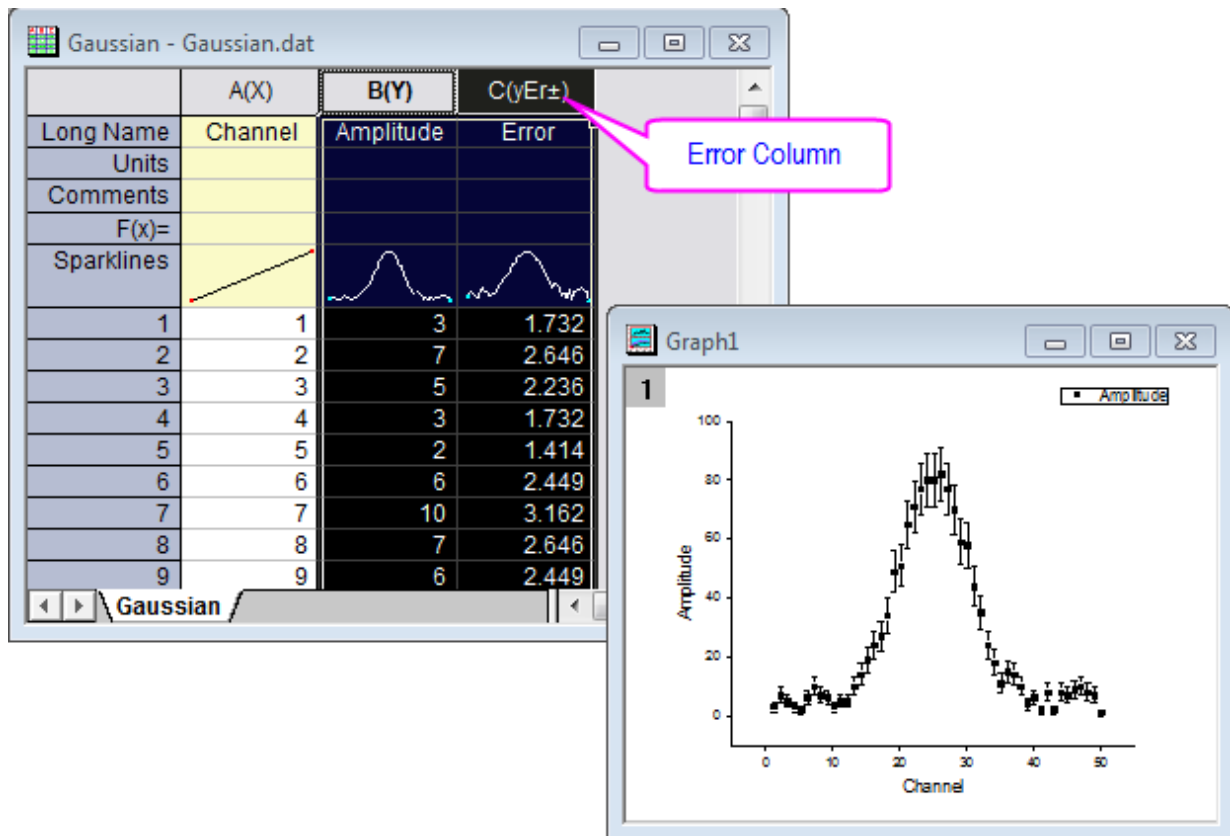 Gaussian - Gaussian.dat
A(X) B(Y) C(yEr±)
Long Name Channel Amplitude Error
Units
Comments
F(x)=
Sparklines
1 1 3 1.732
2 2 7 2.646
3 3 5 2.236
4 4 3 1.732
5 5 2 1.414
6 6 6 2.449
7 7 10 3.162
8 8 7 2.646
9 9 6 2.449
Gaussian
Error Column
Graph1
1
Amplitude
100
80
60
40
20
0
Amplitude
0 10 20 30 40 50
Channel